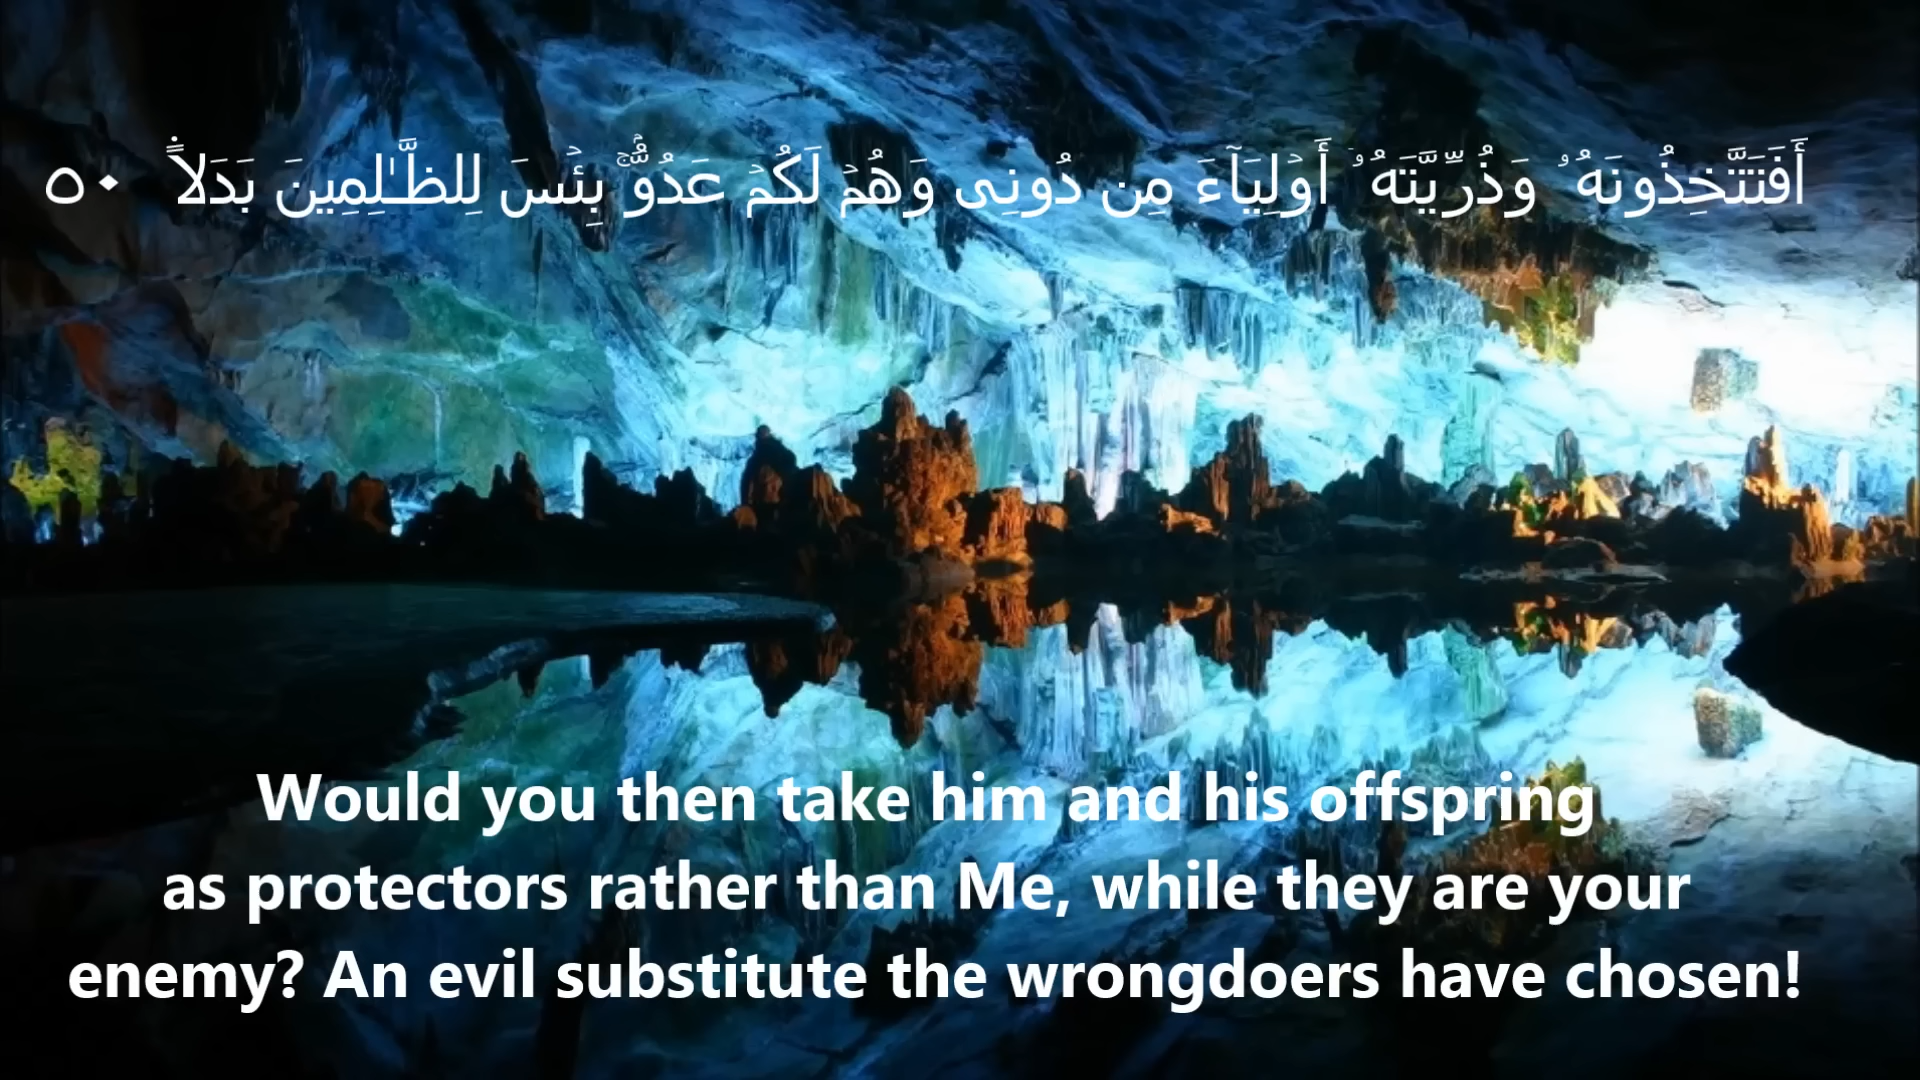 أَفَتَتَّخِذُونَهُ ۥ وَذُرِّيَّتَهُ ۥۤ أَوۡلِيَآءَ مِن دُونِى وَهُمۡ لَكُمۡ عَدُوُّۢ‌ۚ بِئۡسَ لِلظَّـٰلِمِينَ بَدَلاً۬ ٥٠
Would you then take him and his offspring
as protectors rather than Me, while they are your
enemy? An evil substitute the wrongdoers have chosen!